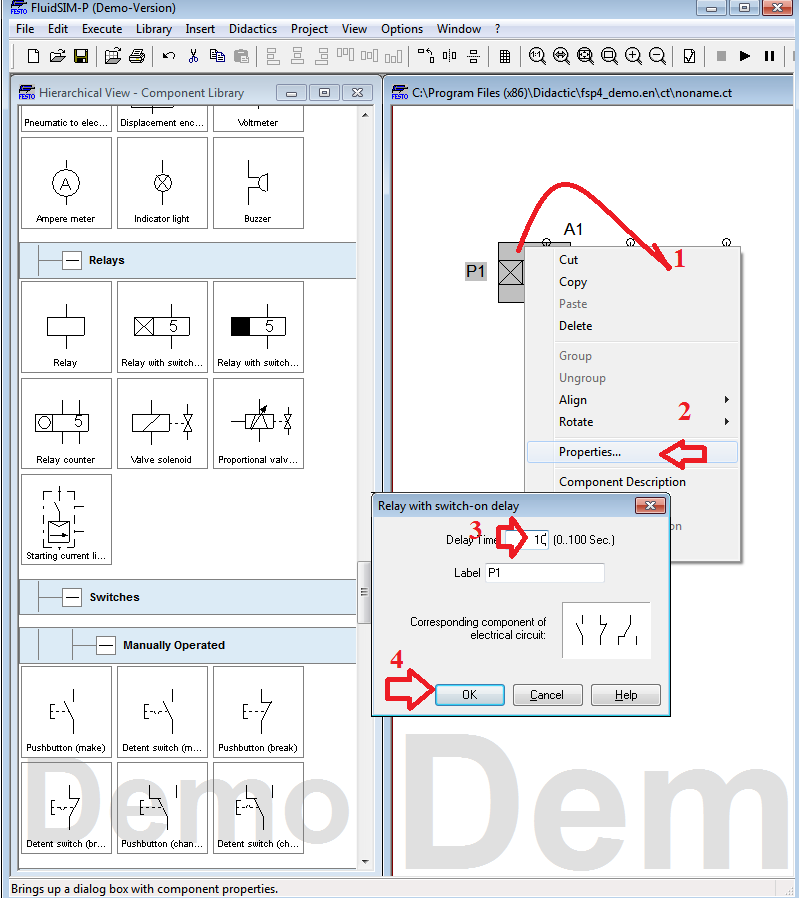 FluidSIM-P (Demo-Version)
FESTO
File Edit Execute Library Insert Didactics Project View Options Window ?
Hierarchical View - Component Library
FESTO
C:\Program Files (x86)\Didactic\fsp4_demo.en\ct\noname.ct
FESTO
Pneumatic to elec... Displacement enc... Voltmeter
A
Ampere meter Indicator light Buzzer
Relays
5 5
Relay Relay with switch... Relay with switch...
5
Relay counter Valve solenoid Proportional valv...
Starting current li...
Switches
Manually Operated
Pushbutton (make) Detent switch (m... Pushbutton (break)
Detent switch (br... Pushbutton (chan... Detent switch (ch...
Demo
Dem
A1
P1
1
Cut
Copy
Paste
Delete
Group
Ungroup
Align
Rotate
2
Properties...
Component Description
Relay with switch-on delay
3
Delay Time (0..100 Sec.)
Label P1
Corresponding component of
electrical circuit:
4
OK Cancel Help
Brings up a dialog box with component properties.